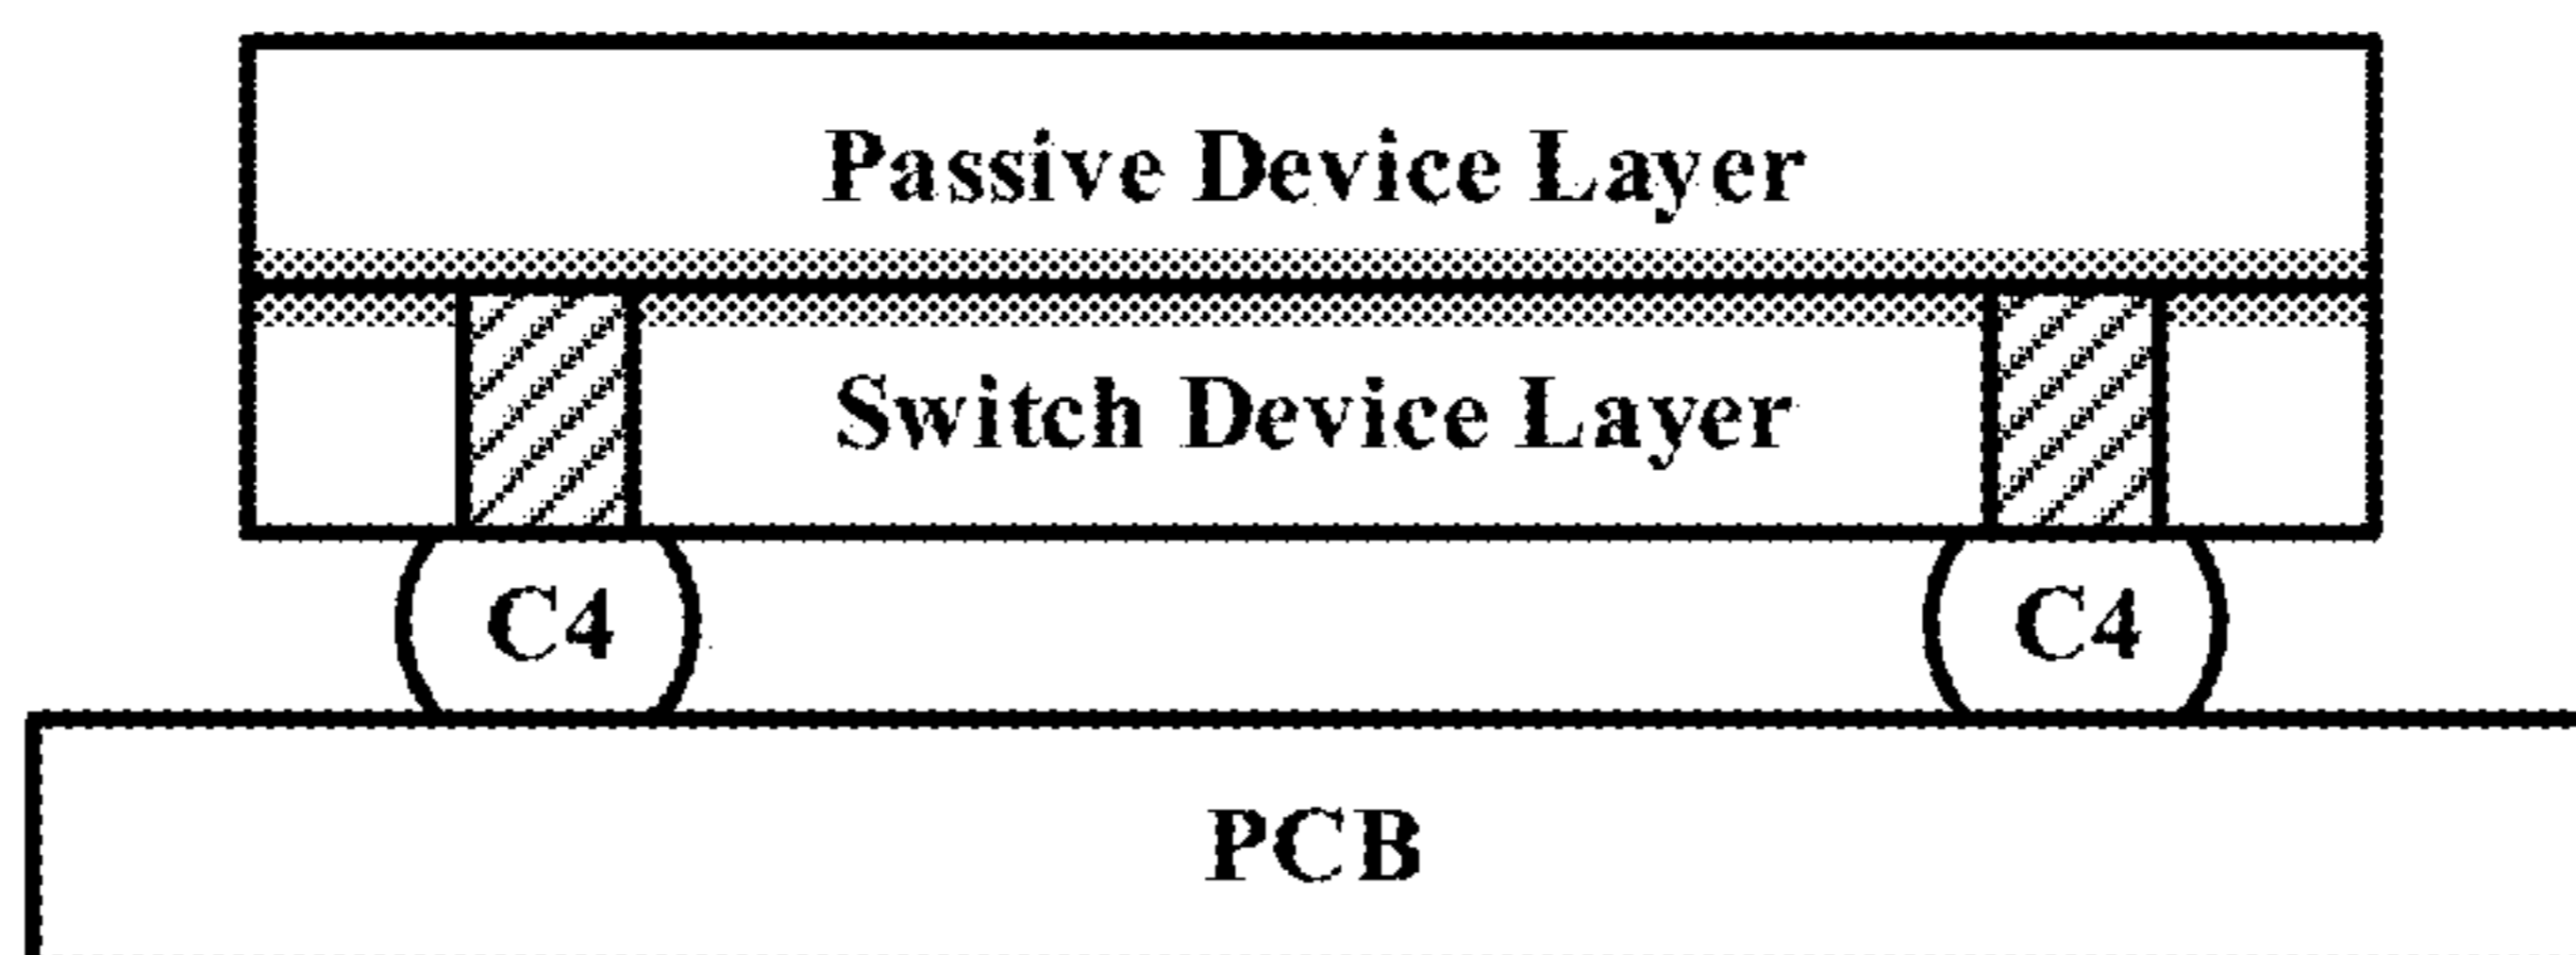 Passive Device Layer
Switch Device Layer
C4
C4
PCB